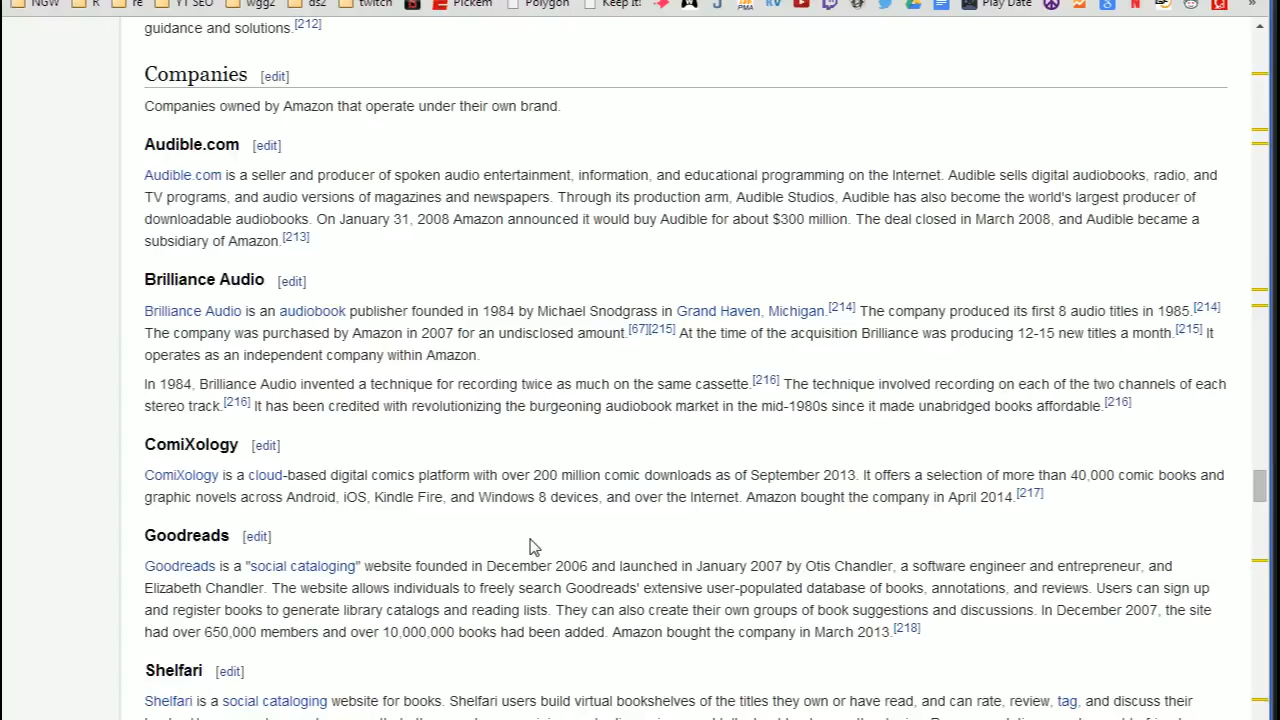 NGW R re YT SEO wgg2 ds2 twitch Pickem Polygon Keep It! Play Date »
guidance and solutions.[212]
Companies [edit]
Companies owned by Amazon that operate under their own brand.
Audible.com [edit]
Audible.com is a seller and producer of spoken audio entertainment, information, and educational programming on the Internet. Audible sells digital audiobooks, radio, and
TV programs, and audio versions of magazines and newspapers. Through its production arm, Audible Studios, Audible has also become the world's largest producer of
downloadable audiobooks. On January 31, 2008 Amazon announced it would buy Audible for about $300 million. The deal closed in March 2008, and Audible became a
subsidiary of Amazon.[213]
Brilliance Audio [edit]
Brilliance Audio is an audiobook publisher founded in 1984 by Michael Snodgrass in Grand Haven, Michigan.[214] The company produced its first 8 audio titles in 1985.[214]
The company was purchased by Amazon in 2007 for an undisclosed amount.[67][215] At the time of the acquisition Brilliance was producing 12-15 new titles a month.[215] It
operates as an independent company within Amazon.
In 1984, Brilliance Audio invented a technique for recording twice as much on the same cassette.[216] The technique involved recording on each of the two channels of each
stereo track.[216] It has been credited with revolutionizing the burgeoning audiobook market in the mid-1980s since it made unabridged books affordable.[216]
ComiXology [edit]
ComiXology is a cloud-based digital comics platform with over 200 million comic downloads as of September 2013. It offers a selection of more than 40,000 comic books and
graphic novels across Android, iOS, Kindle Fire, and Windows 8 devices, and over the Internet. Amazon bought the company in April 2014.[217]
Goodreads [edit]
Goodreads is a "social cataloging" website founded in December 2006 and launched in January 2007 by Otis Chandler, a software engineer and entrepreneur, and
Elizabeth Chandler. The website allows individuals to freely search Goodreads' extensive user-populated database of books, annotations, and reviews. Users can sign up
and register books to generate library catalogs and reading lists. They can also create their own groups of book suggestions and discussions. In December 2007, the site
had over 650,000 members and over 10,000,000 books had been added. Amazon bought the company in March 2013.[218]
Shelfari [edit]
Shelfari is a social cataloging website for books. Shelfari users build virtual bookshelves of the titles they own or have read, and can rate, review, tag, and discuss their